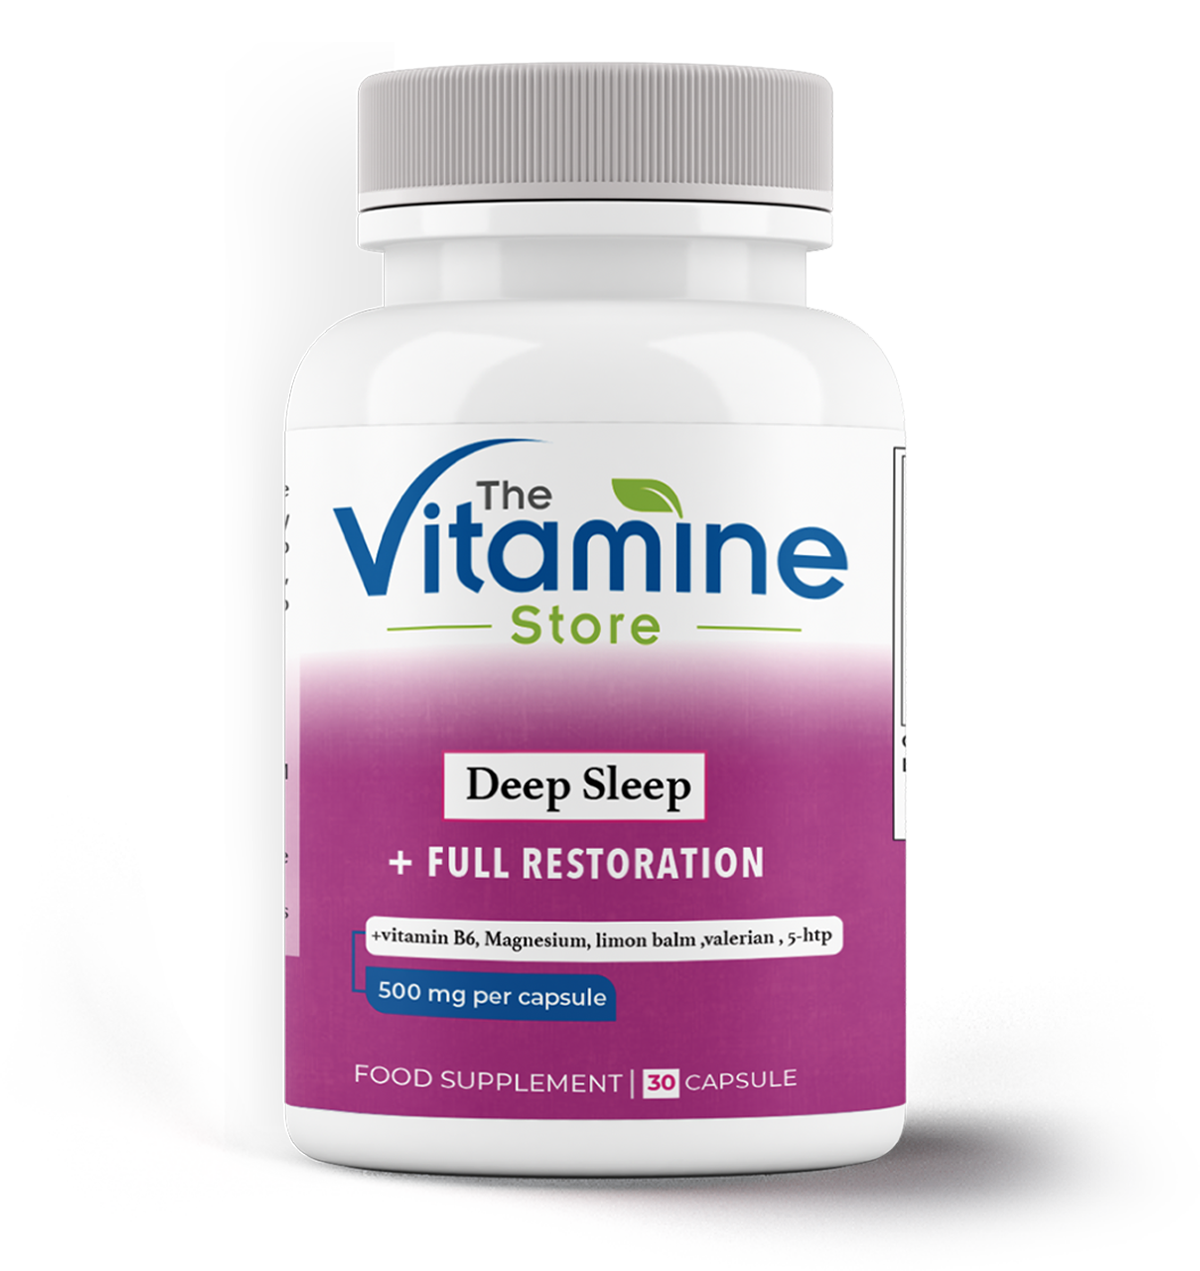 The
Vitamine
Store
Deep Sleep
+ FULL RESTORATION
+vitamin B6, Magnesium, limon balm ,valerian , 5-htp
500 mg per capsule
FOOD SUPPLEMENT | 30 CAPSULE